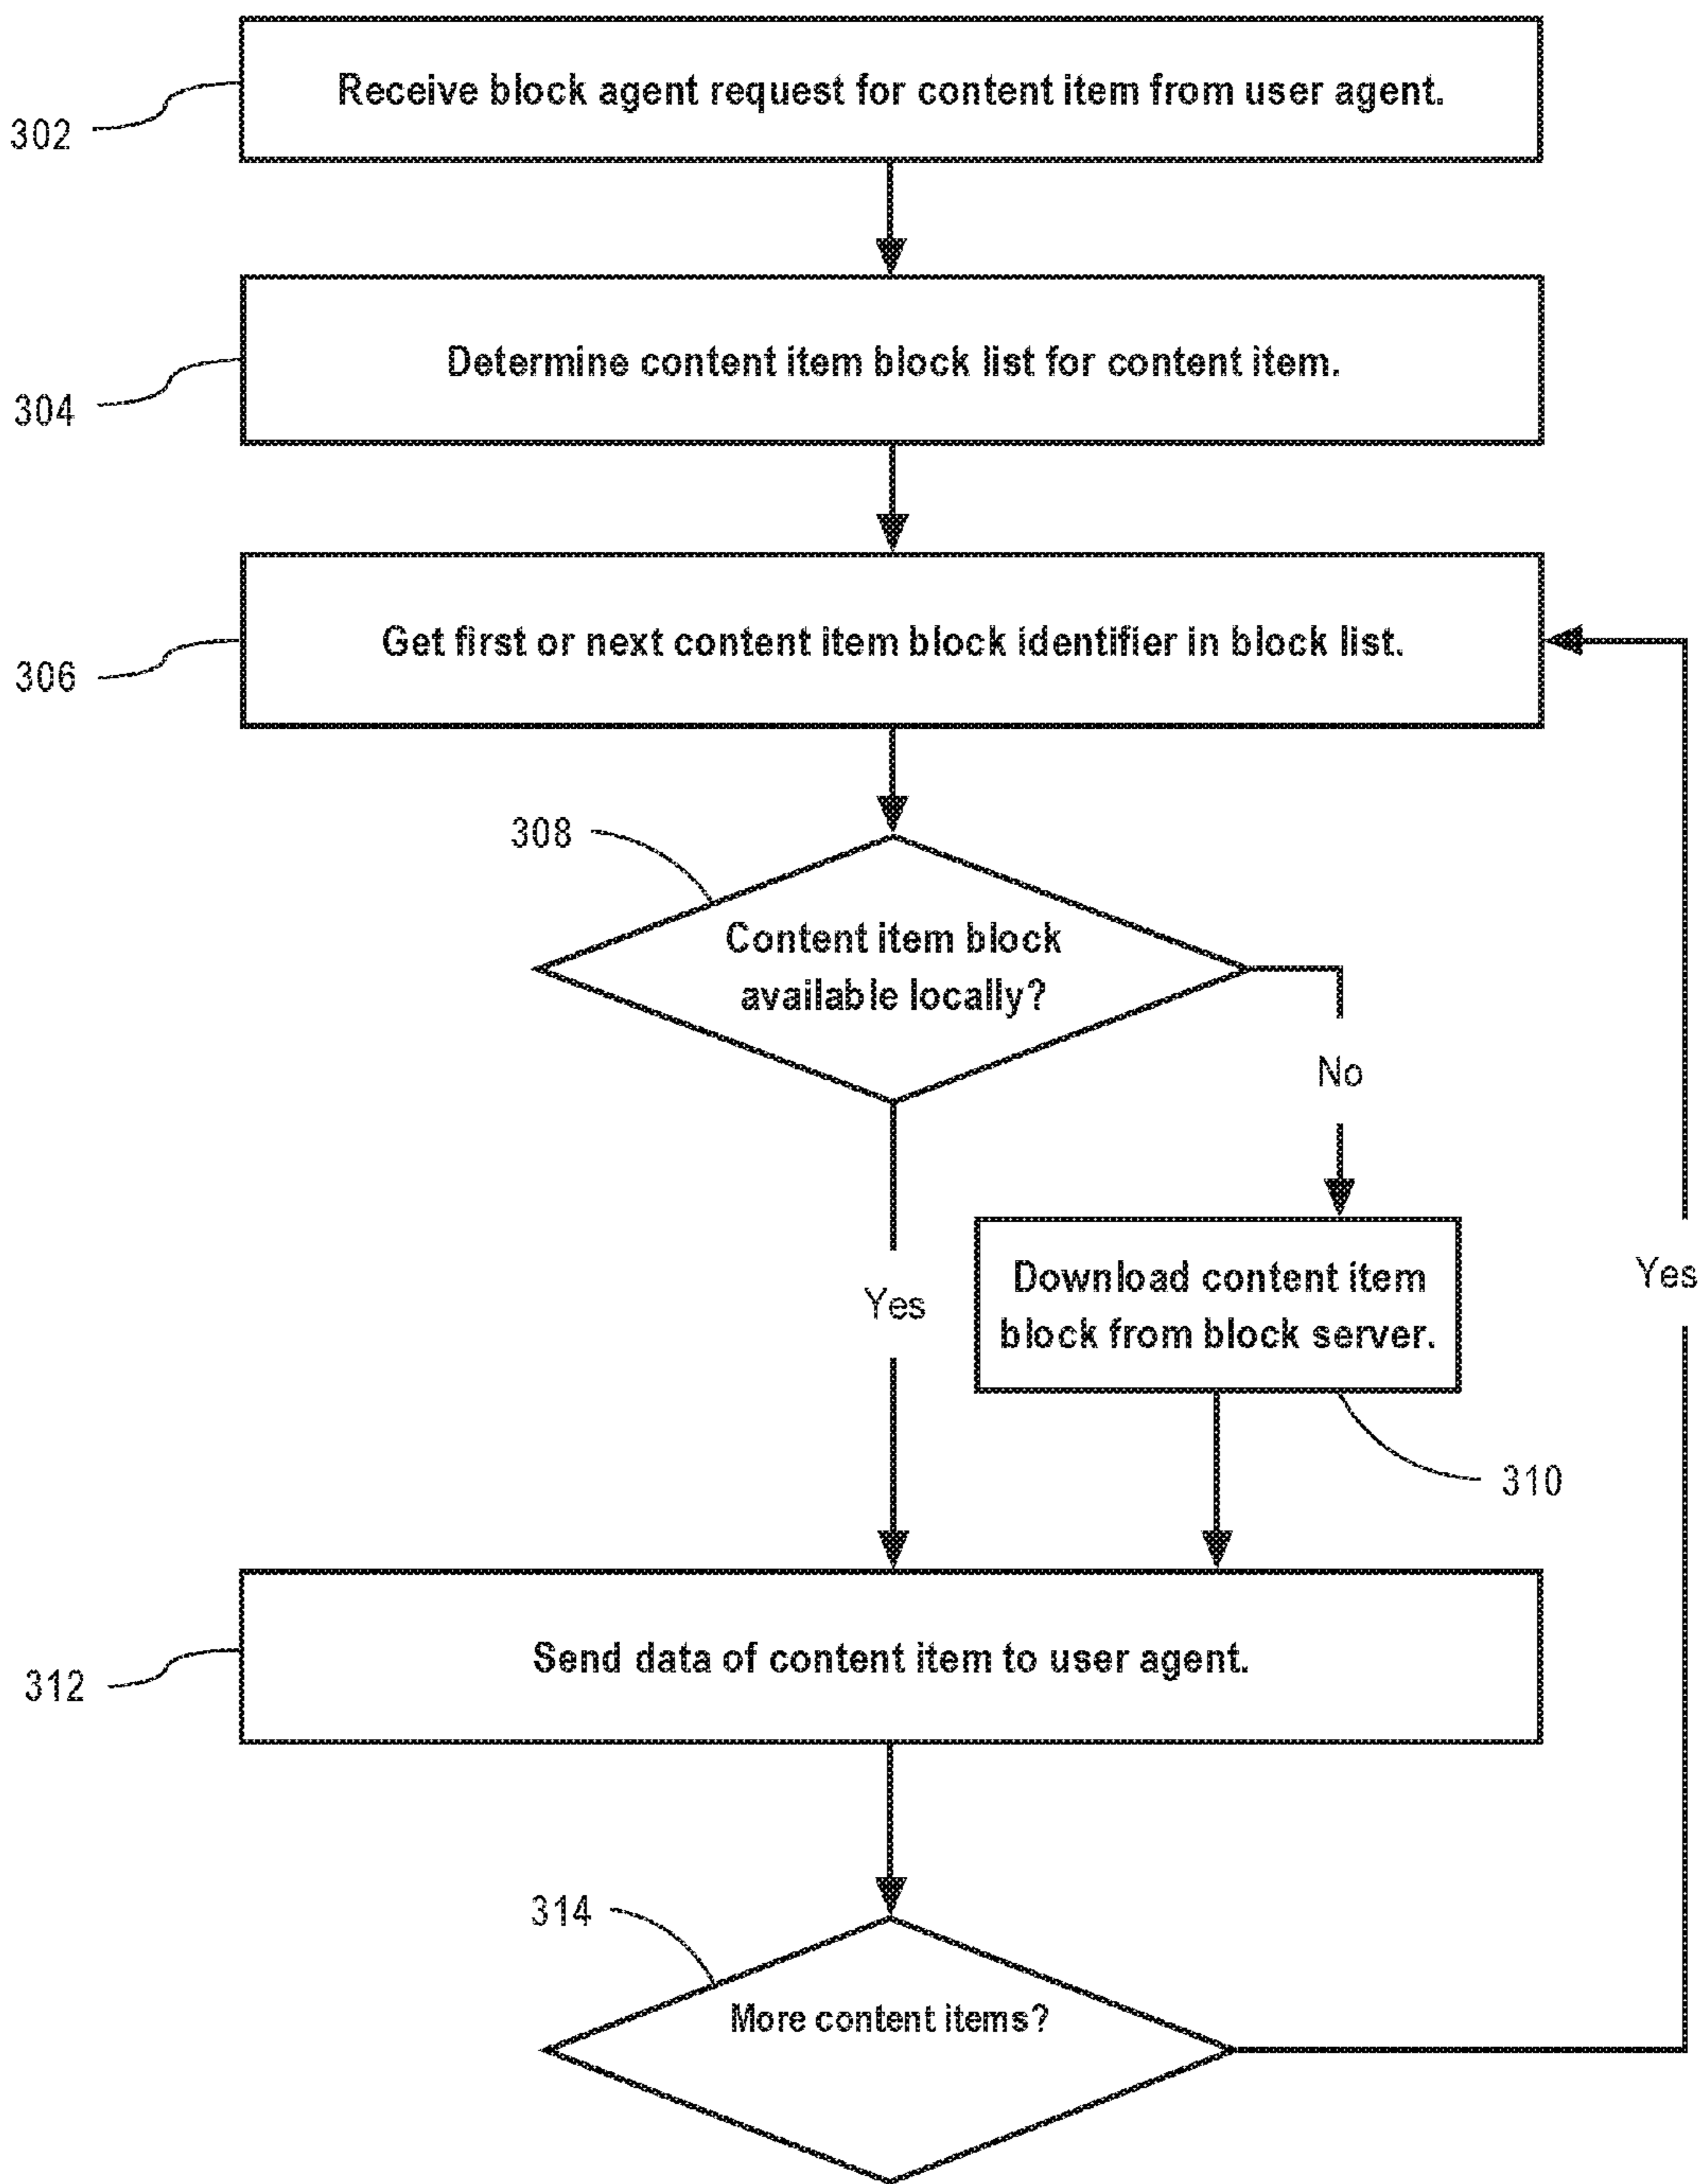 Receive block agent request for content item from user agent.
302
Determine content item block list for content item.
304
Get first or next content item block identifier in block list.
306
308
Content item block
available locally?
No
Download content item
block from block server.
Yes
Yes
310
Send data of content item to user agent.
312
314
More content items?